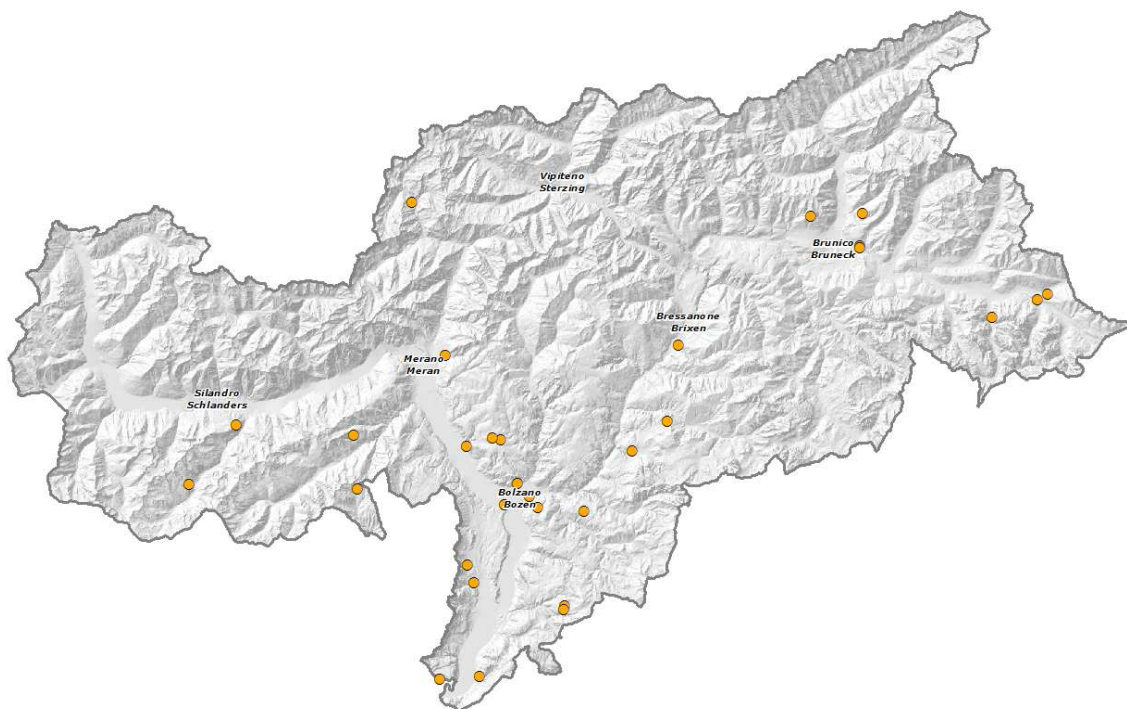 Vipiteno
Sterzing
Brunico
Bruneck
Bressanone
Brixen
Merano
Meran
Silandro
Schlanders
Bolzano
Bozen